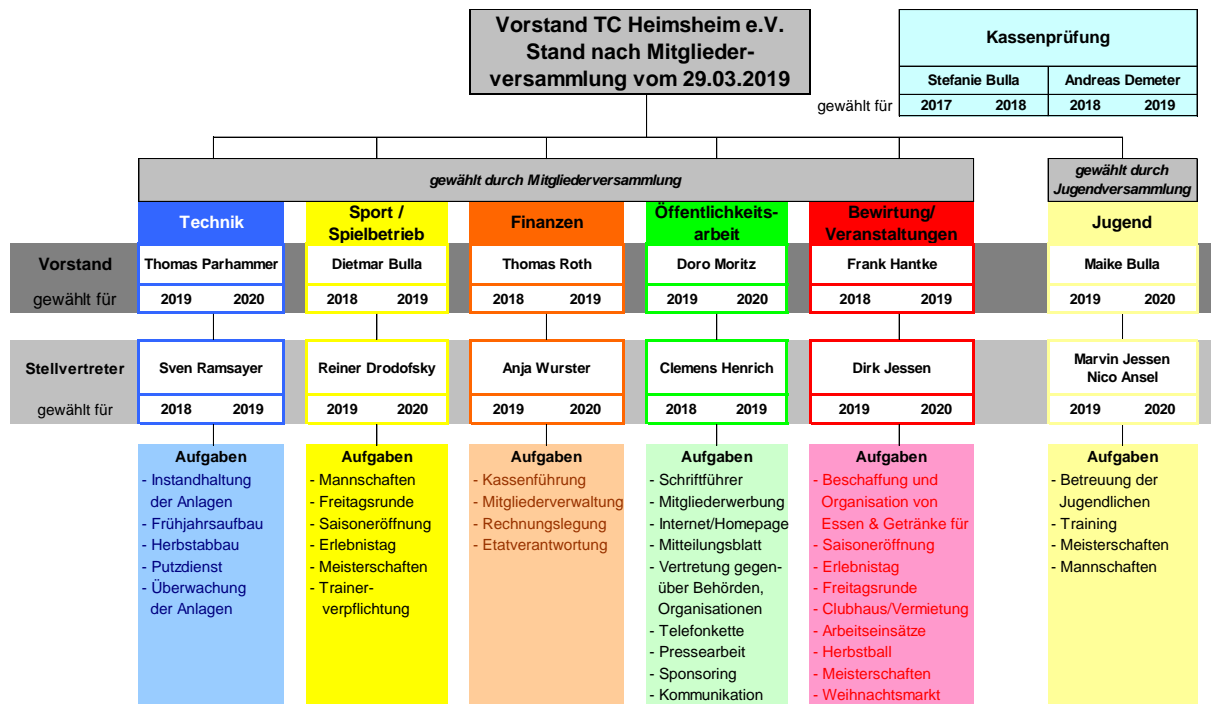 Vorstand TC Heimsheim e.V.
Stand nach Mitglieder-
versammlung vom 29.03.2019
Kassenprüfung
Stefanie Bulla Andreas Demeter
gewählt für 2017 2018 2018 2019
gewählt durch Mitgliederversammlung
gewählt durch
Jugendversammlung
Technik
Sport /
Spielbetrieb
Finanzen
Öffentlichkeits-
arbeit
Bewirtung/
Veranstaltungen
Jugend
Vorstand Thomas Parhammer Dietmar Bulla Thomas Roth Doro Moritz Frank Hantke Maike Bulla
gewählt für 2019 2020 2018 2019 2018 2019 2019 2020 2018 2019 2019 2020
Stellvertreter Sven Ramsayer Reiner Drodofsky Anja Wurster Clemens Henrich Dirk Jessen
Marvin Jessen
Nico Ansel
gewählt für 2018 2019 2019 2020 2019 2020 2018 2019 2019 2020 2019 2020
Aufgaben
- Instandhaltung
der Anlagen
- Frühjahrsaufbau
- Herbstabbau
- Putzdienst
- Überwachung
der Anlagen
Aufgaben
- Mannschaften
- Freitagsrunde
- Saisoneröffnung
- Erlebnistag
- Meisterschaften
- Trainer-
verpflichtung
Aufgaben
- Kassenführung
- Mitgliederverwaltung
- Rechnungslegung
- Etatverantwortung
Aufgaben
- Schriftführer
- Mitgliederwerbung
- Internet/Homepage
- Mitteilungsblatt
- Vertretung gegen-
über Behörden,
Organisationen
- Telefonkette
- Pressearbeit
- Sponsoring
- Kommunikation
Aufgaben
- Beschaffung und
Organisation von
Essen & Getränke für
- Saisoneröffnung
- Erlebnistag
- Freitagsrunde
- Clubhaus/Vermietung
- Arbeitseinsätze
- Herbstball
- Meisterschaften
- Weihnachtsmarkt
Aufgaben
- Betreuung der
Jugendlichen
- Training
- Meisterschaften
- Mannschaften